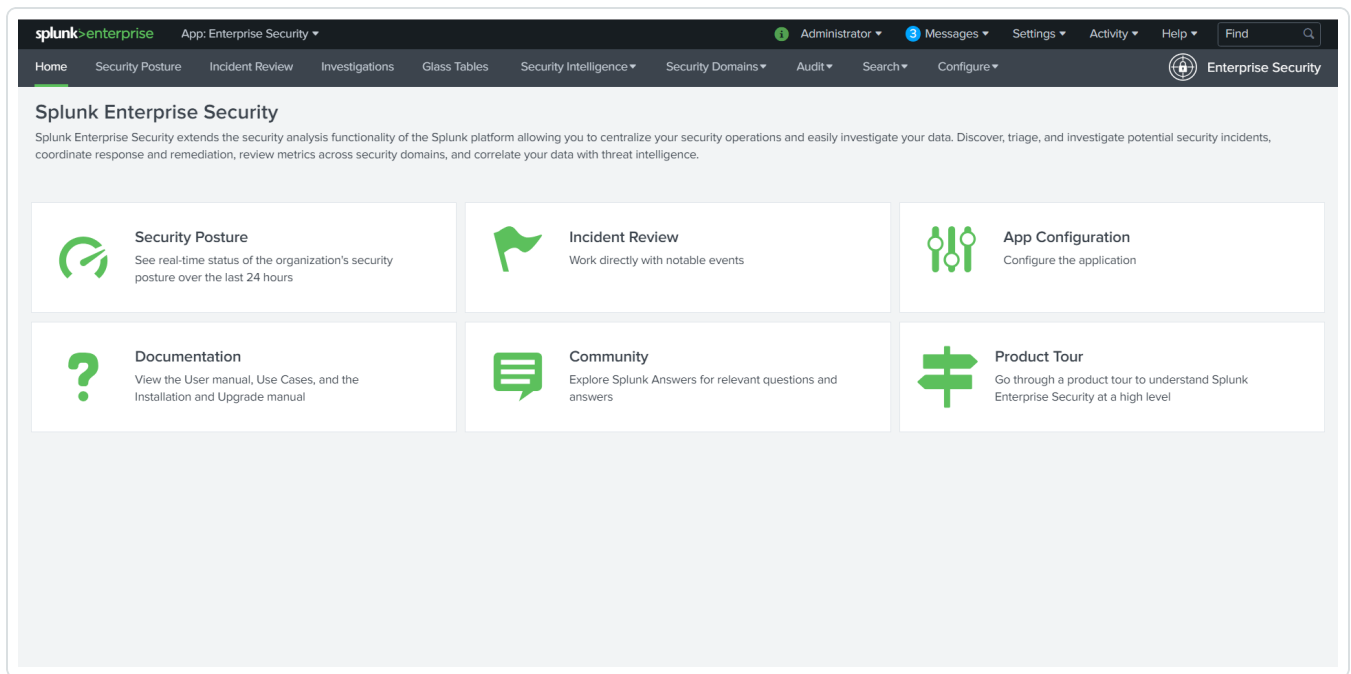 splunk>enterprise App: Enterprise Security Administrator 3 Messages Settings Activity Help Find
Home Security Posture Incident Review Investigations Glass Tables Security Intelligence Security Domains Audit Search Configure Enterprise Security
Splunk Enterprise Security
Splunk Enterprise Security extends the security analysis functionality of the Splunk platform allowing you to centralize your security operations and easily investigate your data. Discover, triage, and investigate potential security incidents,
coordinate response and remediation, review metrics across security domains, and correlate your data with threat intelligence.
Security Posture
See real-time status of the organization's security
posture over the last 24 hours
Incident Review
Work directly with notable events
App Configuration
Configure the application
Documentation
View the User manual, Use Cases, and the
Installation and Upgrade manual
Community
Explore Splunk Answers for relevant questions and
answers
Product Tour
Go through a product tour to understand Splunk
Enterprise Security at a high level